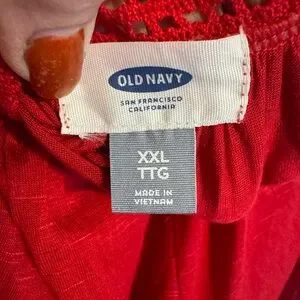 OLD NAVY
SAN FRANCISCO
CALIFORNIA
XXL
TTG
MADE IN
VIETNAM